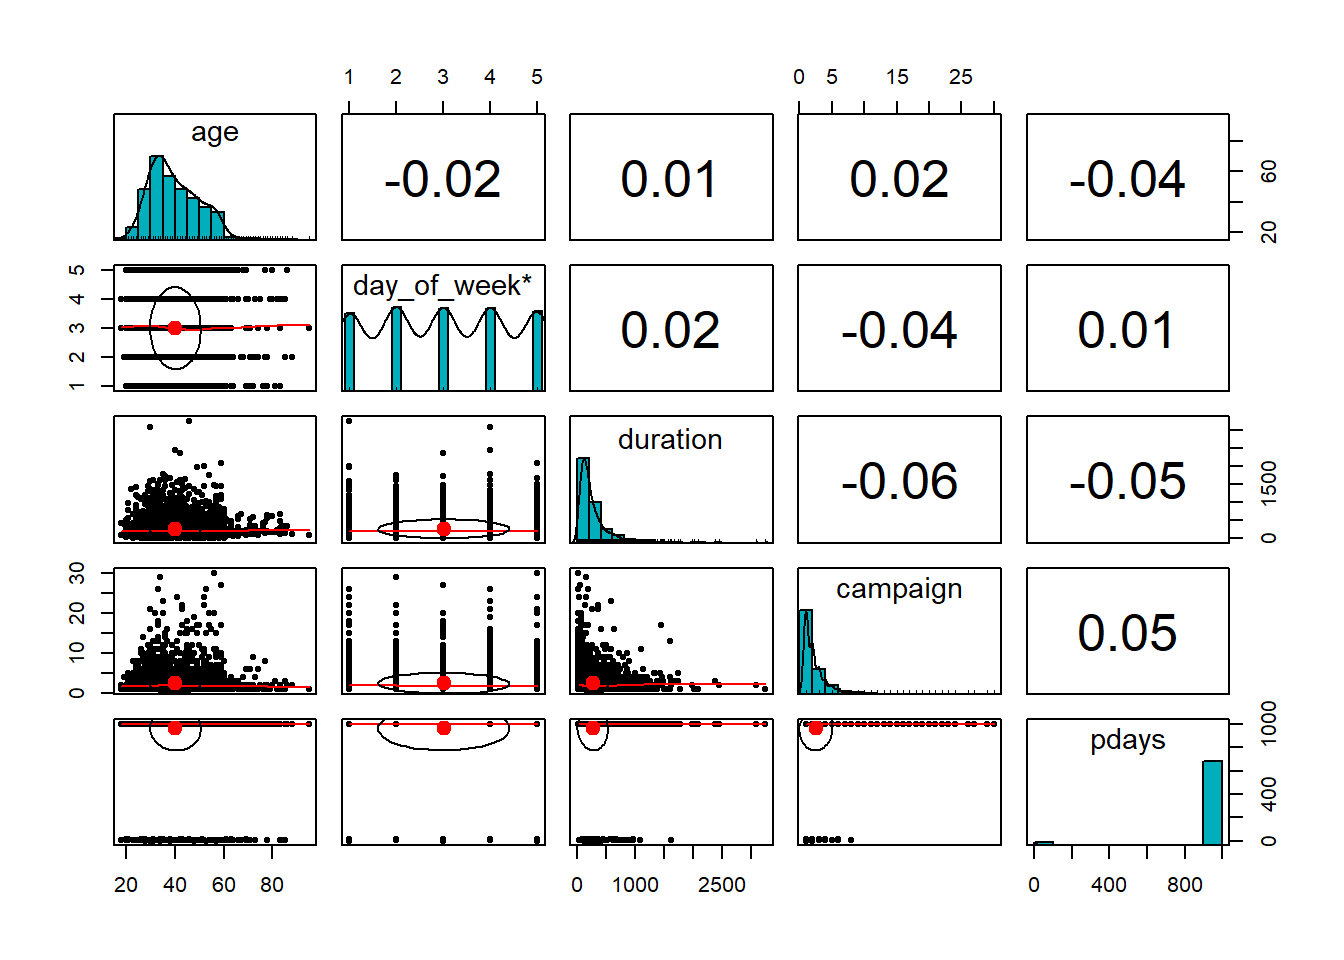 1 2 3 4 5 0 5 15 25
age -0.02 0.01 0.02 -0.04 20 60
1 2 3 4 5 day_of_week* 0.02 -0.04 0.01
duration -0.06 -0.05 0 1500
0 10 20 30 campaign 0.05
pdays 0 400 1000
20 40 60 80 0 1000 2500 0 400 800